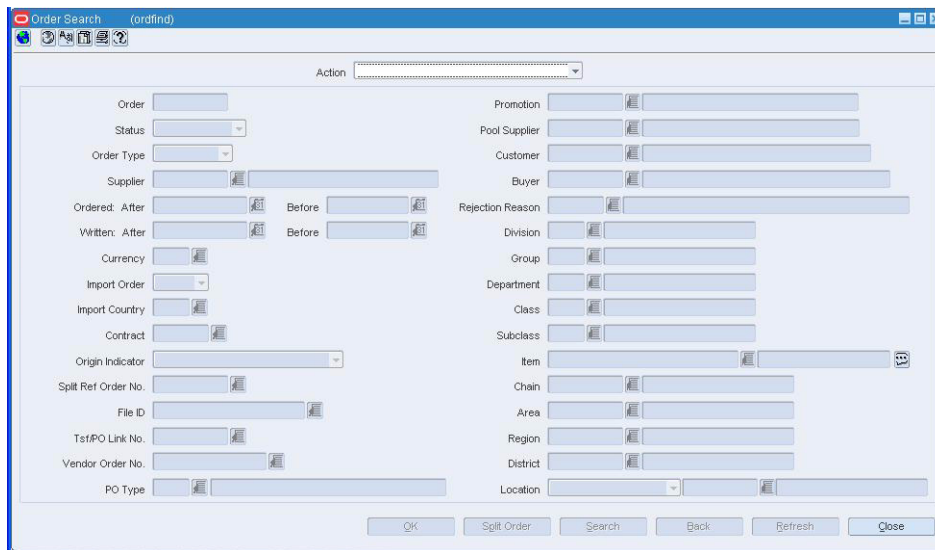 Order Search (ordfind)
Action
Order
Status
Order Type
Supplier
Ordered: After Before
Written: After Before
Currency
Import Order
Import Country
Contract
Origin Indicator
Split Ref Order No.
File ID
Tsf/PO Link No.
Vendor Order No.
PO Type
Promotion
Pool Supplier
Customer
Buyer
Rejection Reason
Division
Group
Department
Class
Subclass
Item
Chain
Area
Region
District
Location
OK Split Order Search Back Refresh Close